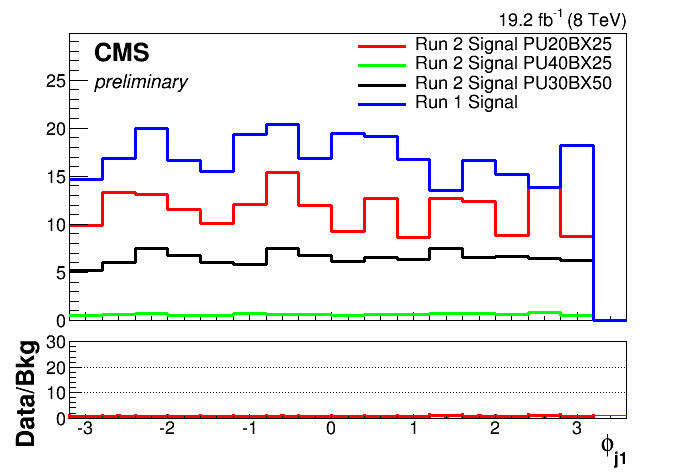 19.2 fb⁻¹ (8 TeV)
CMS
preliminary
Run 2 Signal PU20BX25
Run 2 Signal PU40BX25
Run 2 Signal PU30BX50
Run 1 Signal
25
20
15
10
5
0
Data/Bkg
30
20
10
0
-3 -2 -1 0 1 2 3
ϕj1